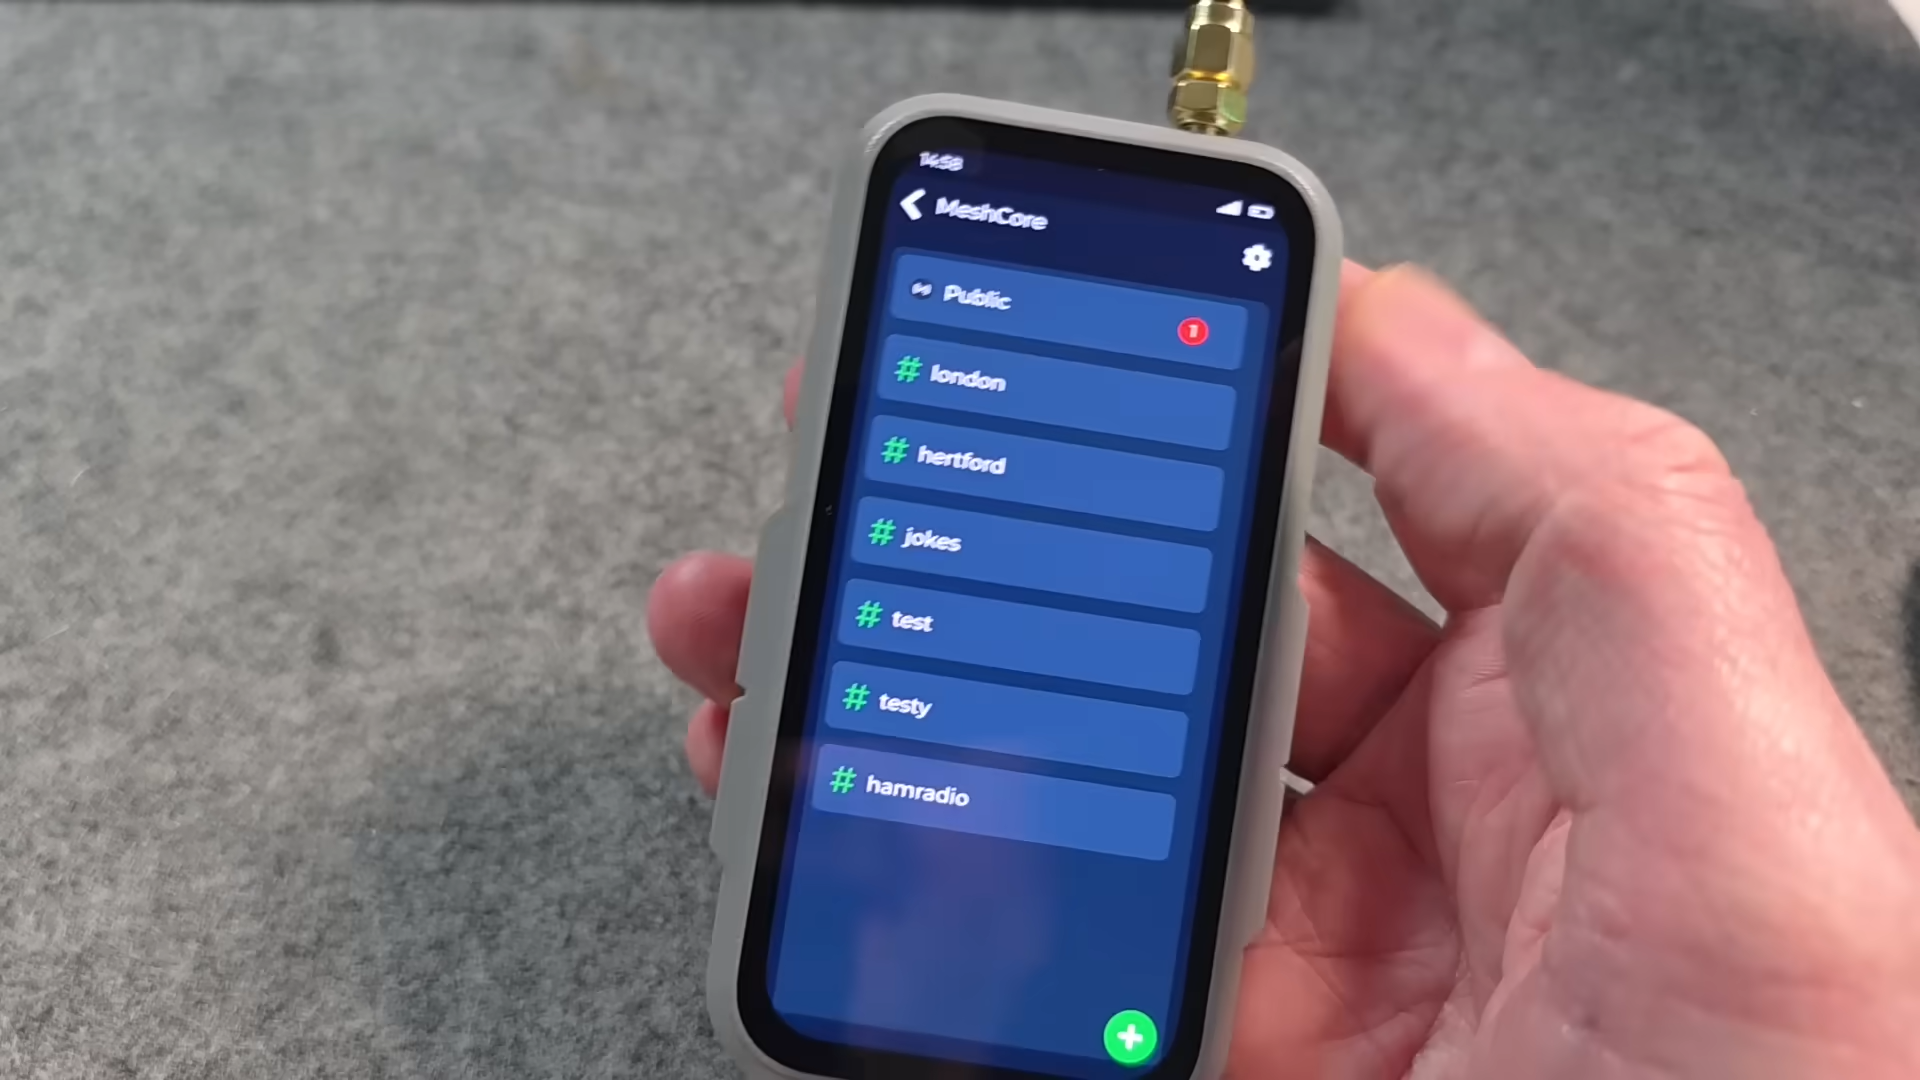 14:58
MeshCore
Public
1
# london
# hertford
# jokes
# test
# testy
# hamradio